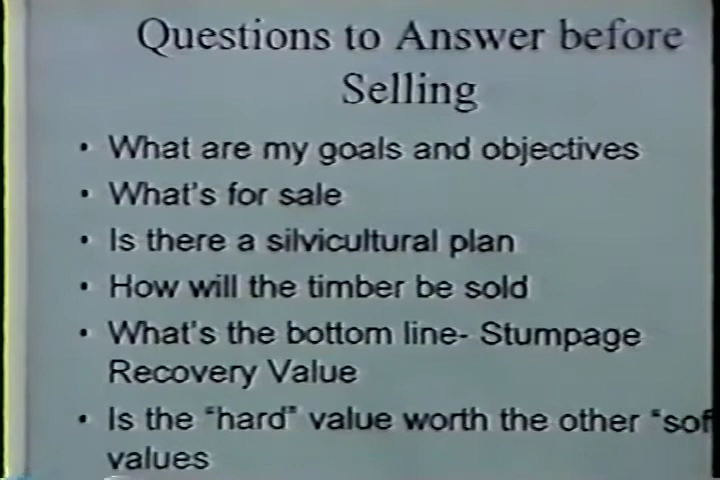 Questions to Answer before
Selling
• What are my goals and objectives
• What's for sale
• Is there a silvicultural plan
• How will the timber be sold
• What's the bottom line- Stumpage
Recovery Value
• Is the "hard" value worth the other "sof
values